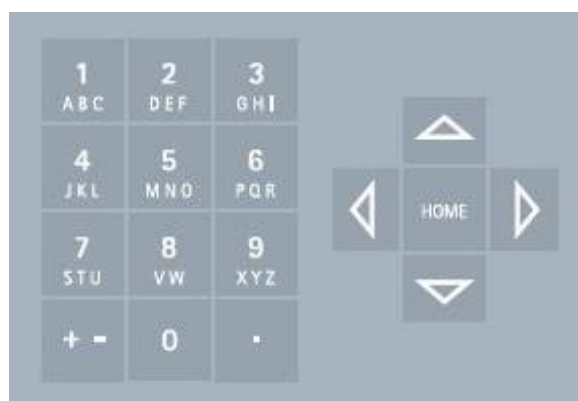 1 2 3
ABC DEF GHI
4 5 6
JKL MNO PQR
HOME
7 8 9
STU VW XYZ
+ - 0 .